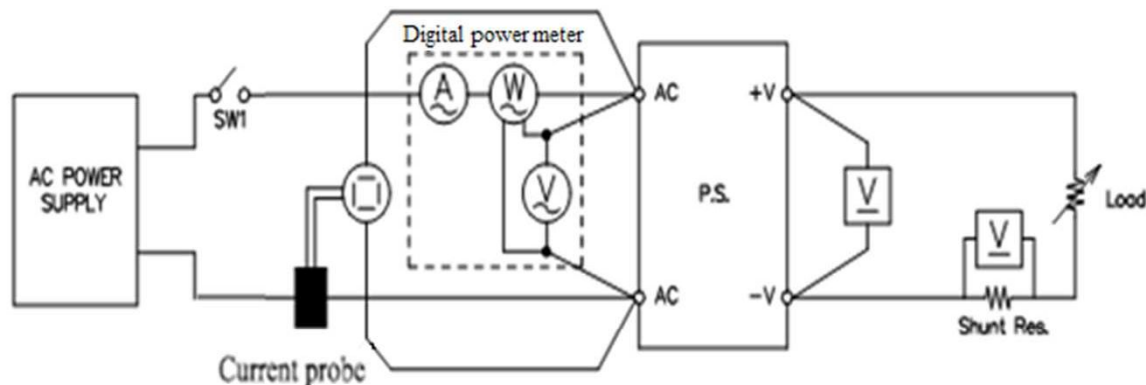 Digital power meter
A
W
AC
+V
SW1
AC POWER
SUPPLY
V
P.S.
V
Load
V
AC
-V
Shunt Res.
Current probe